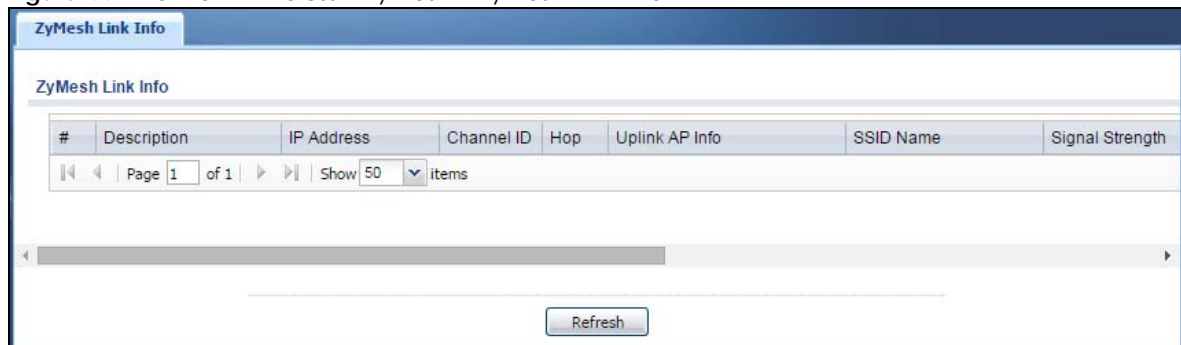 ZyMesh Link Info
ZyMesh Link Info
# Description IP Address Channel ID Hop Uplink AP Info SSID Name Signal Strength
Page 1 of 1 Show 50 items
Refresh